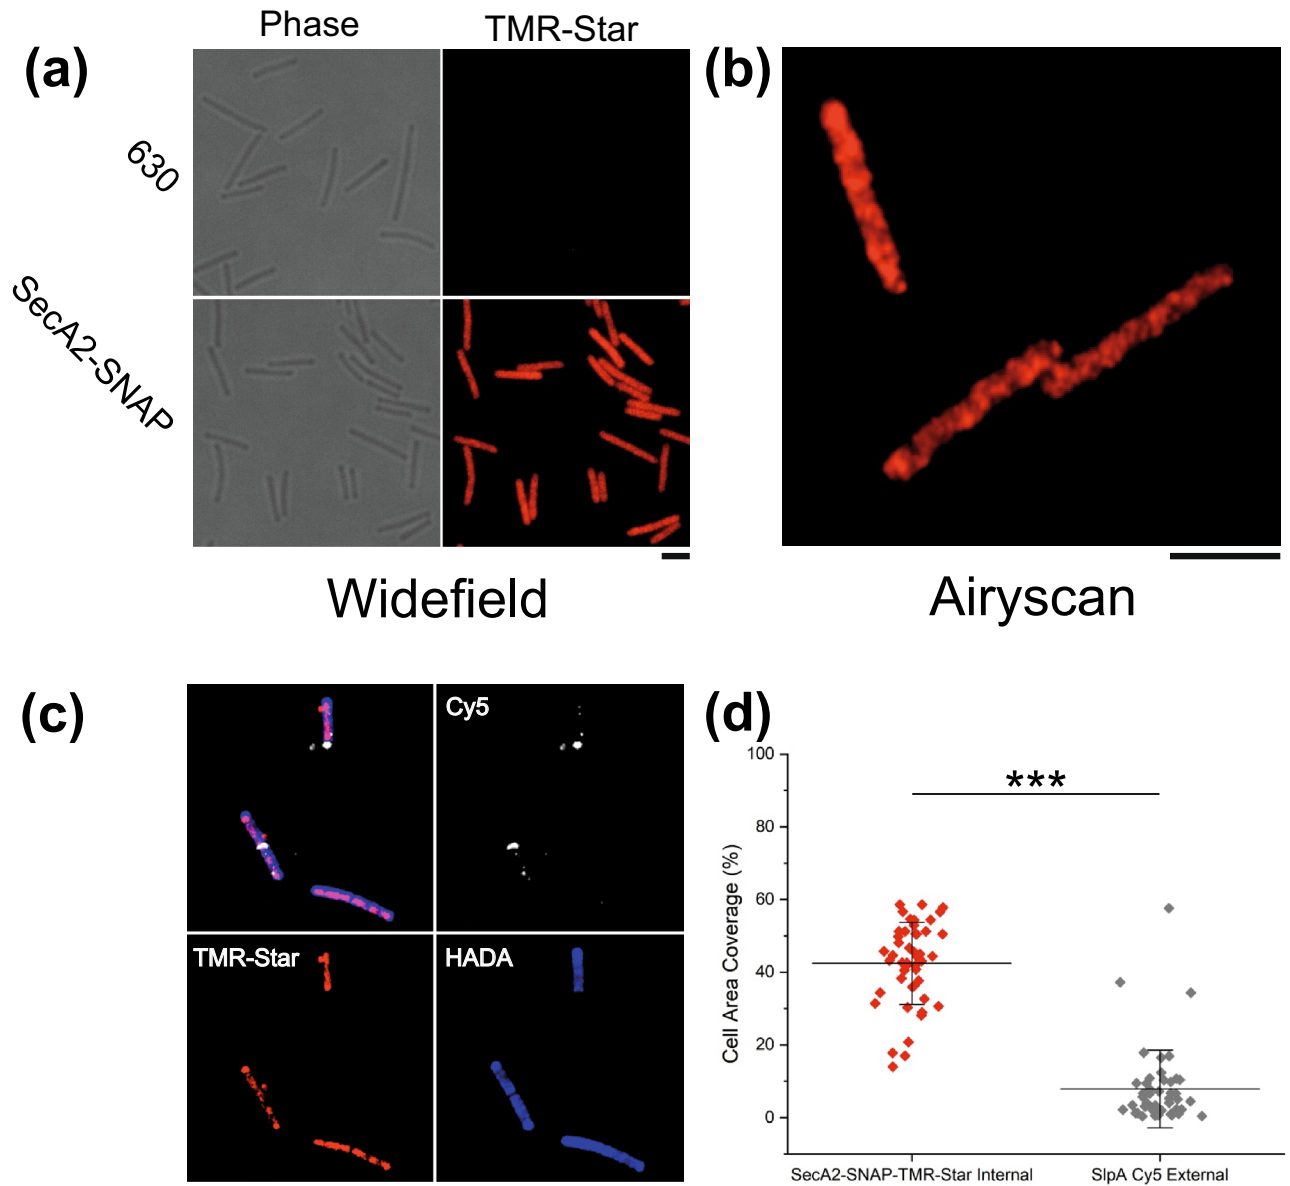 Phase
TMR-Star
(a)
(b)
630
SecA2-SNAP
Widefield
Airyscan
(c)
Cy5
TMR-Star
HADA
(d)
***
Cell Area Coverage (%)
100
80
60
40
20
0
SecA2-SNAP-TMR-Star Internal
SlpA Cy5 External